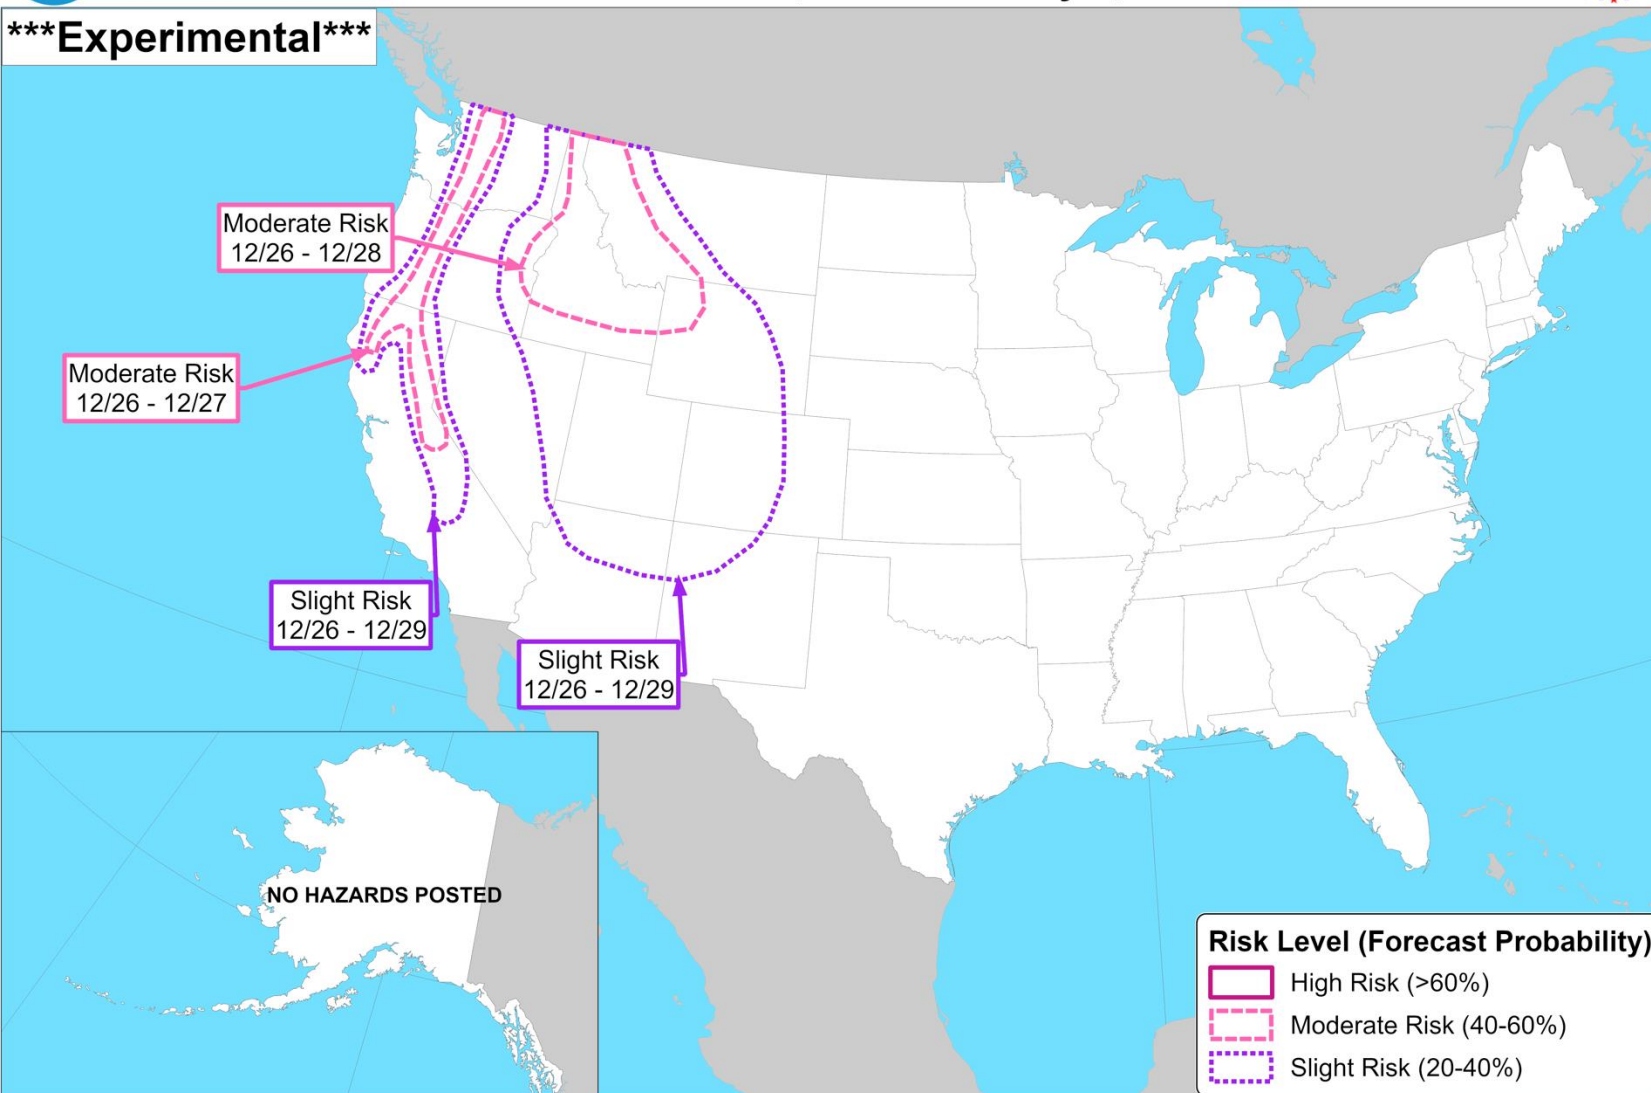 ***Experimental***
Moderate Risk
12/26 - 12/28
Moderate Risk
12/26 - 12/27
Slight Risk
12/26 - 12/29
Slight Risk
12/26 - 12/29
NO HAZARDS POSTED
Risk Level (Forecast Probability)
High Risk (>60%)
Moderate Risk (40-60%)
Slight Risk (20-40%)